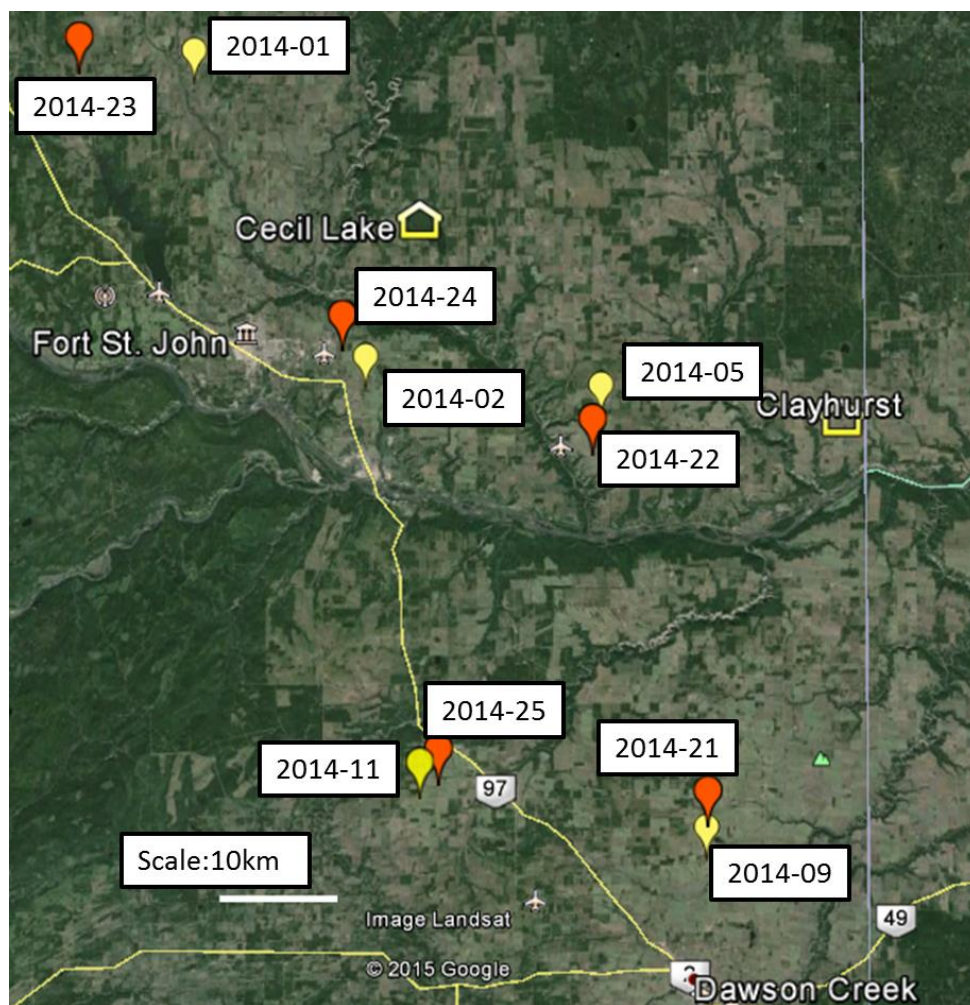 2014-01
2014-23
Cecil Lake
2014-24
Fort St. John
2014-05
2014-02
Clayhurst
2014-22
2014-25
2014-21
2014-11
97
Scale:10km
2014-09
49
Image Landsat
© 2015 Google
2
Dawson Creek